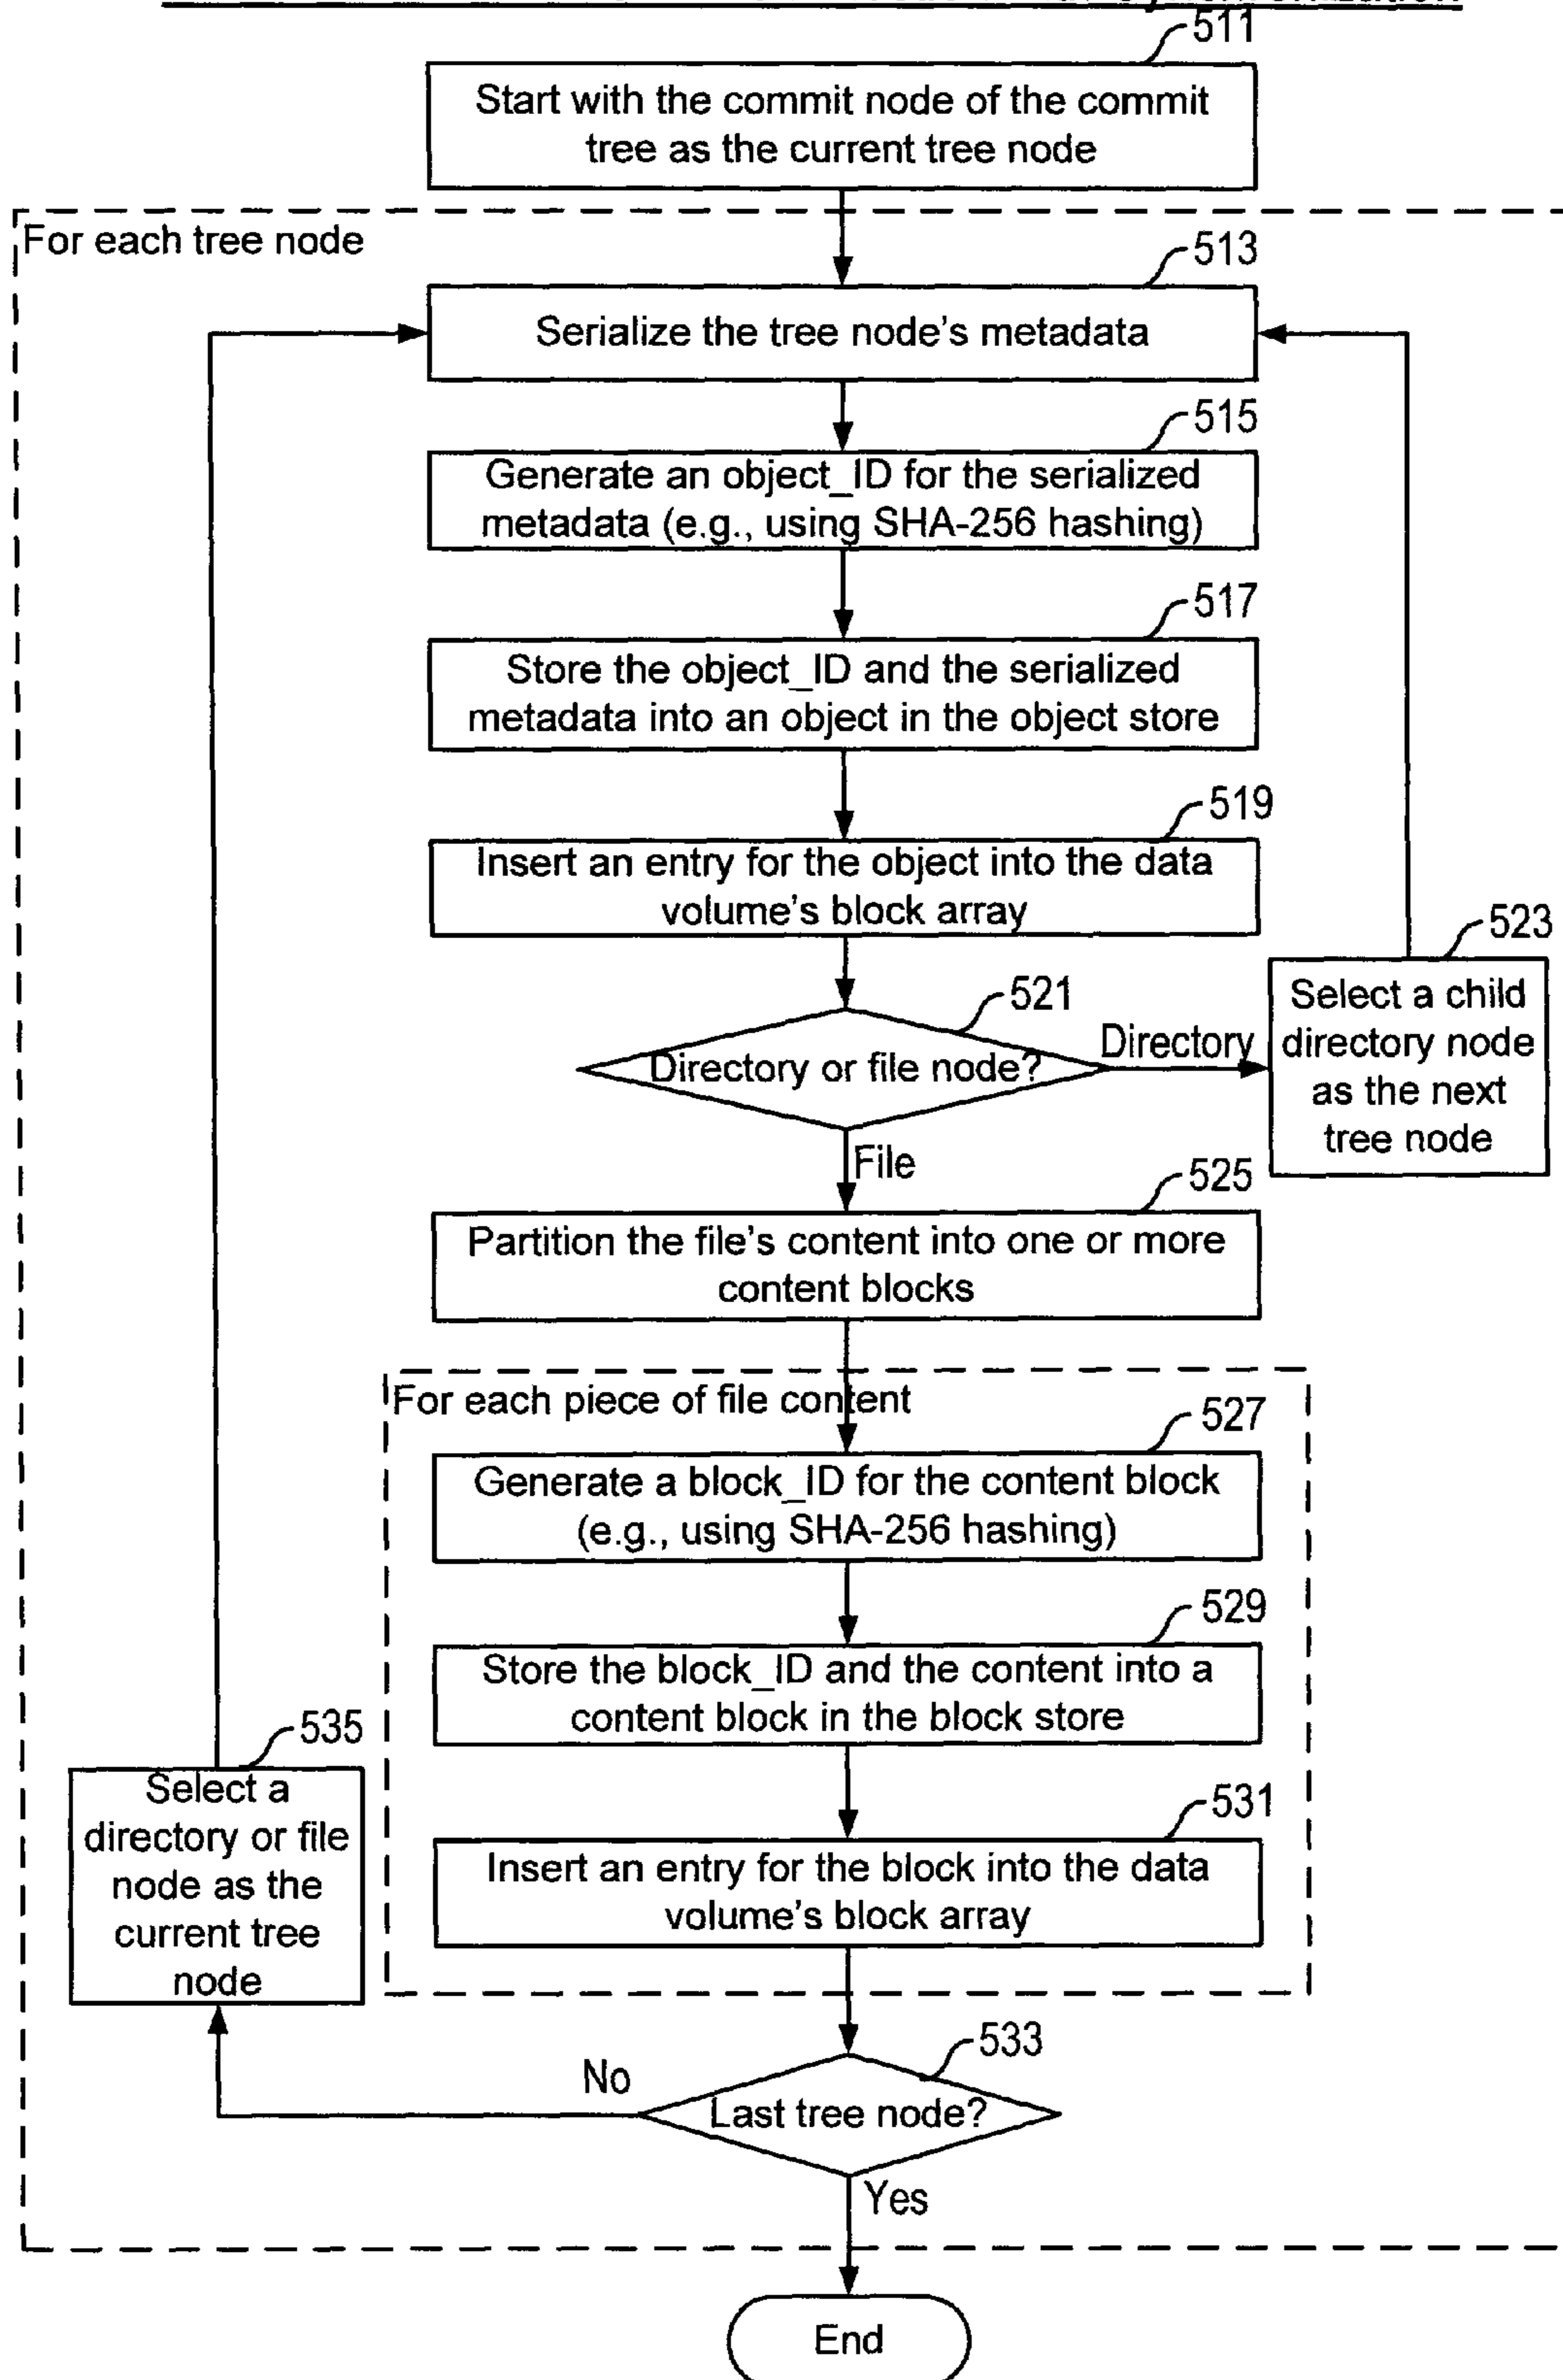 511
Start with the commit node of the commit
tree as the current tree node
For each tree node
513
Serialize the tree node's metadata
515
Generate an object_ID for the serialized
metadata (e.g., using SHA-256 hashing)
517
Store the object_ID and the serialized
metadata into an object in the object store
519
Insert an entry for the object into the data
volume's block array
521
Directory or file node?
Directory
523
Select a child
directory node
as the next
tree node
File
525
Partition the file's content into one or more
content blocks
For each piece of file content
527
Generate a block_ID for the content block
(e.g., using SHA-256 hashing)
529
Store the block_ID and the content into a
content block in the block store
531
Insert an entry for the block into the data
volume's block array
535
Select a
directory or file
node as the
current tree
node
533
Last tree node?
No
Yes
End